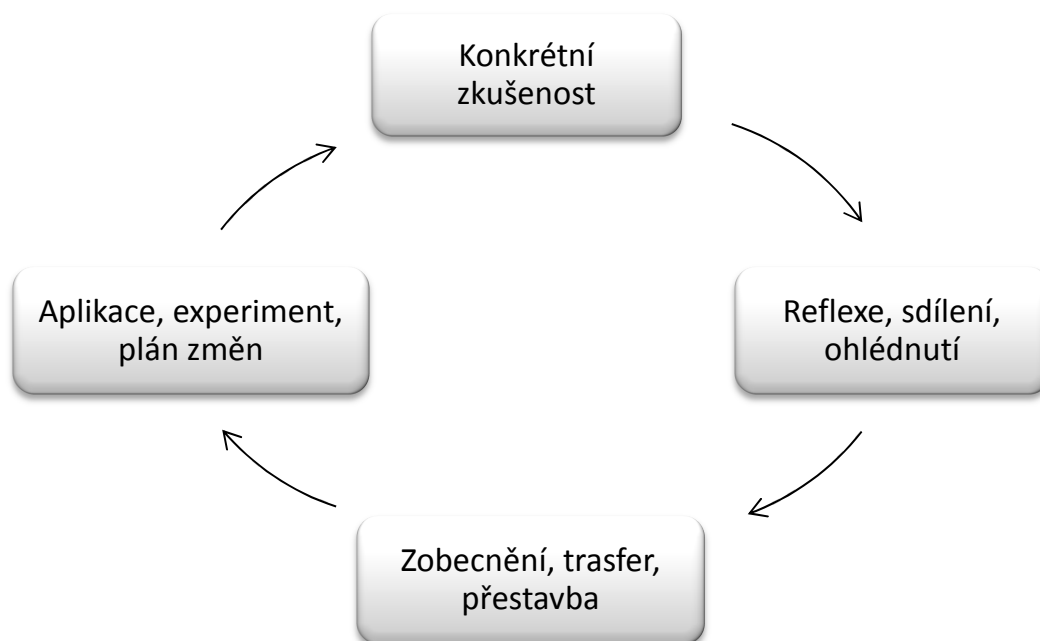 Konkrétní
zkušenost
Reflexe, sdílení,
ohlédnutí
Zobecnění, trasfer,
přestavba
Aplikace, experiment,
plán změn